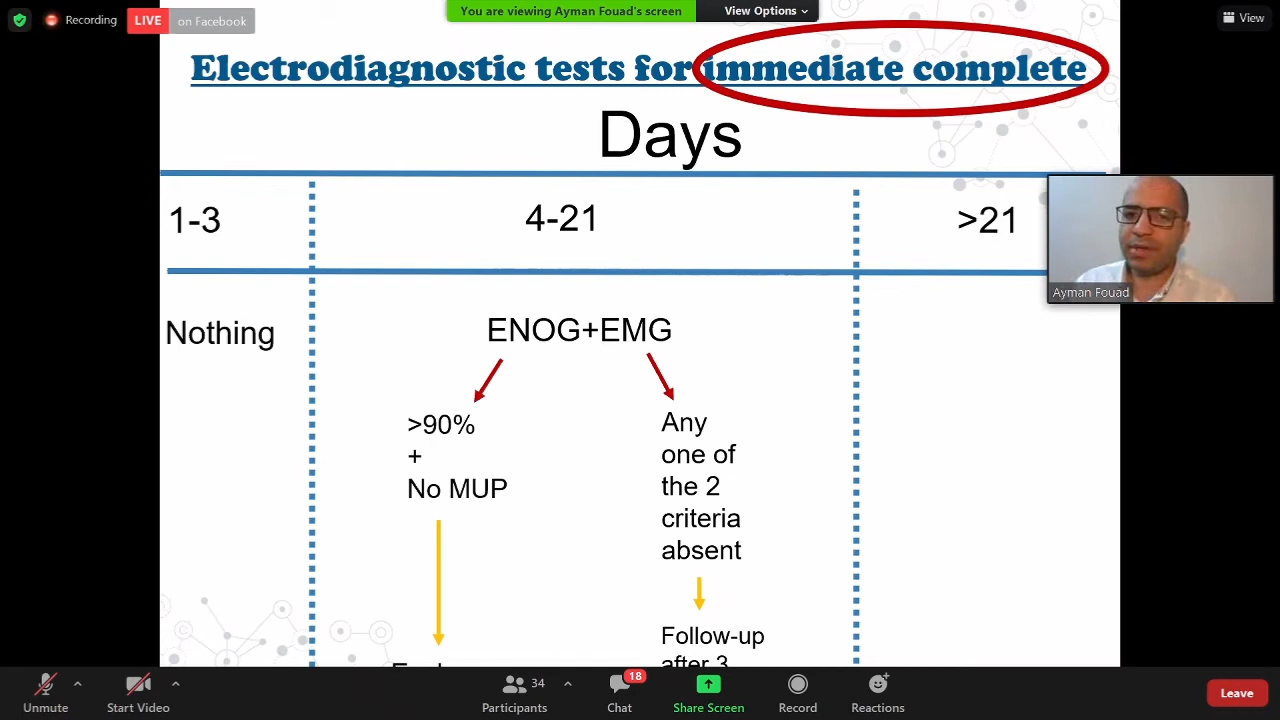 Recording
LIVE on Facebook
You are viewing Ayman Fouad's screen
View Options
View
Electrodiagnostic tests for immediate complete
Days
1-3
4-21
>21
Ayman Fouad
Nothing
ENOG+EMG
>90%
+
No MUP
Any
one of
the 2
criteria
absent
Follow-up
after 3
Unmute
Start Video
34
Participants
18
Chat
Share Screen
Record
Reactions
Leave